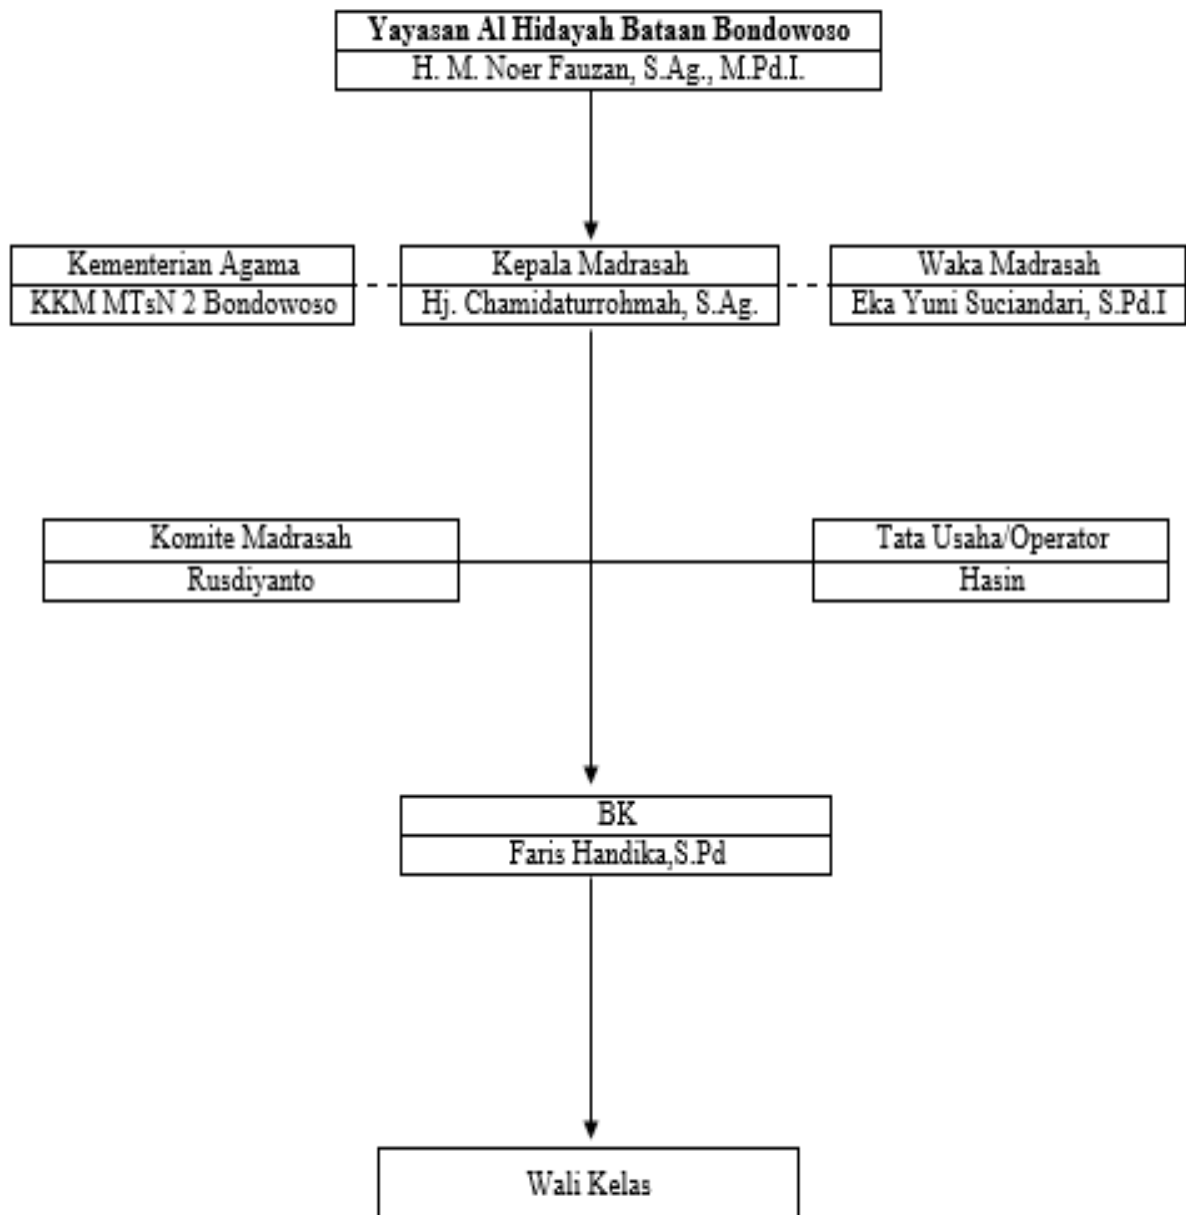 Yayasan Al Hidayah Bataan Bondowoso
H. M. Noer Fauzan, S.Ag., M.Pd.I.
Kementerian Agama
KKM MTsN 2 Bondowoso
Kepala Madrasah
Hj. Chamidaturrohmah, S.Ag.
Waka Madrasah
Eka Yuni Suciandari, S.Pd.I
Komite Madrasah
Rusdiyanto
Tata Usaha/Operator
Hasin
BK
Faris Handika,S.Pd
Wali Kelas